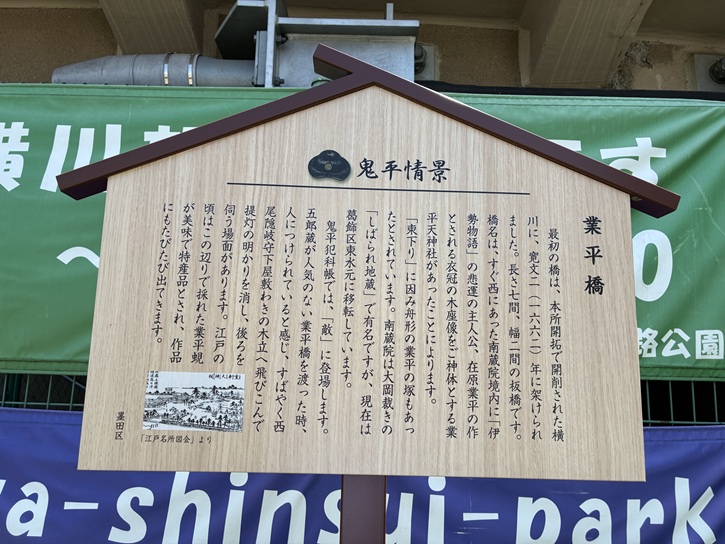 鬼平情景
業平橋
最初の橋は、本所開拓で開削された横
川に、寛文二（一六六二）年に架けられ
ました。長さ七間、幅二間の板橋です。
橋名は、すぐ西にあった南蔵院境内に「伊
勢物語」の悲運の主人公、在原業平の作
とされる衣冠の木座像をご神体とする業
平天神社があったことによります。
「東下り」に因み舟形の業平の塚もあっ
たとされています。南蔵院は大岡裁きの
「しばられ地蔵」で有名ですが、現在は
葛飾区東水元に移転しています。
鬼平犯科帳では、「敵」に登場します。
五郎蔵が人気のない業平橋を渡った時、
人につけられていると感じ、すばやく西
尾隠岐守下屋敷わきの木立へ飛びこんで
提灯の明かりを消し、後ろを
伺う場面があります。江戸の
頃はこの辺りで採れた業平蜆
が美味で特産品とされ、作品
にもたびたび出てきます。
「江戸名所図会」より
墨田区
横川
す
〜
0
路公園
wa-shinsui-park